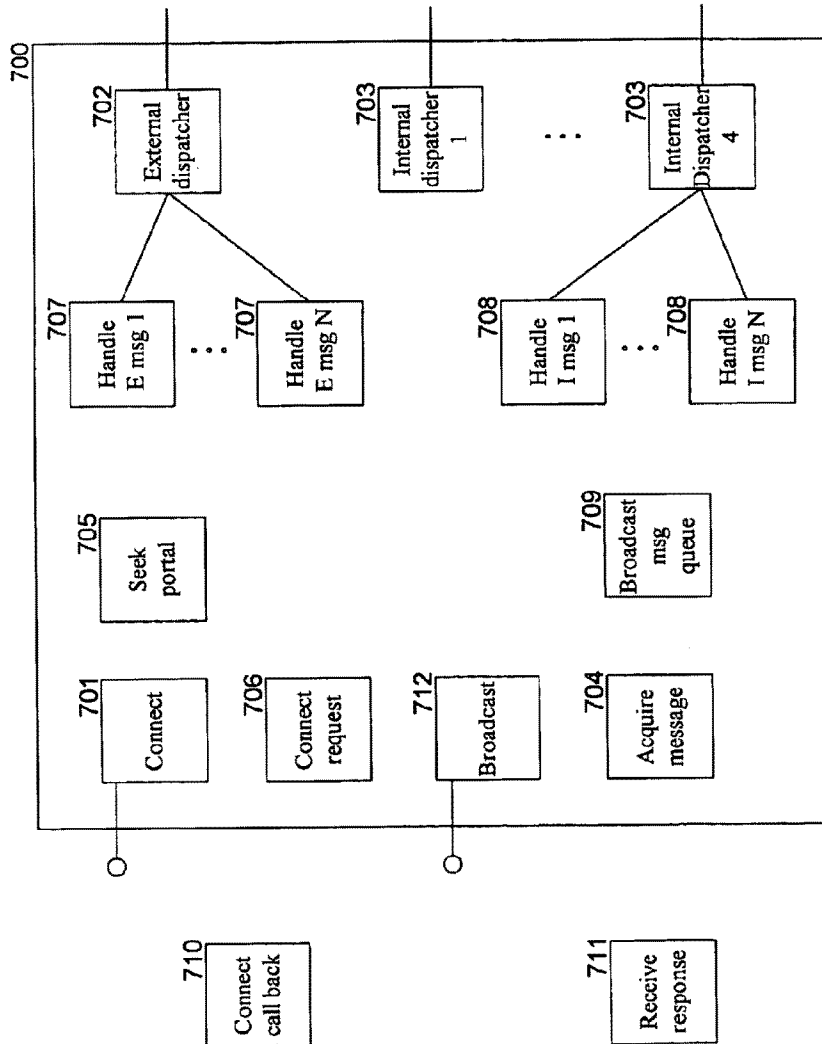 700
701
Connect
705
Seek
portal
707
Handle
E msg 1
...
707
Handle
E msg N
702
External
dispatcher
710
Connect
call back
706
Connect
request
703
Internal
dispatcher
1
...
712
Broadcast
708
Handle
I msg 1
...
708
Handle
I msg N
703
Internal
Dispatcher
4
711
Receive
response
704
Acquire
message
709
Broadcast
msg
queue